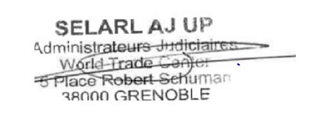 SELARL AJ UP
Administrateurs Judiciaires
World Trade Center
5 Place Robert Schuman
38000 GRENOBLE